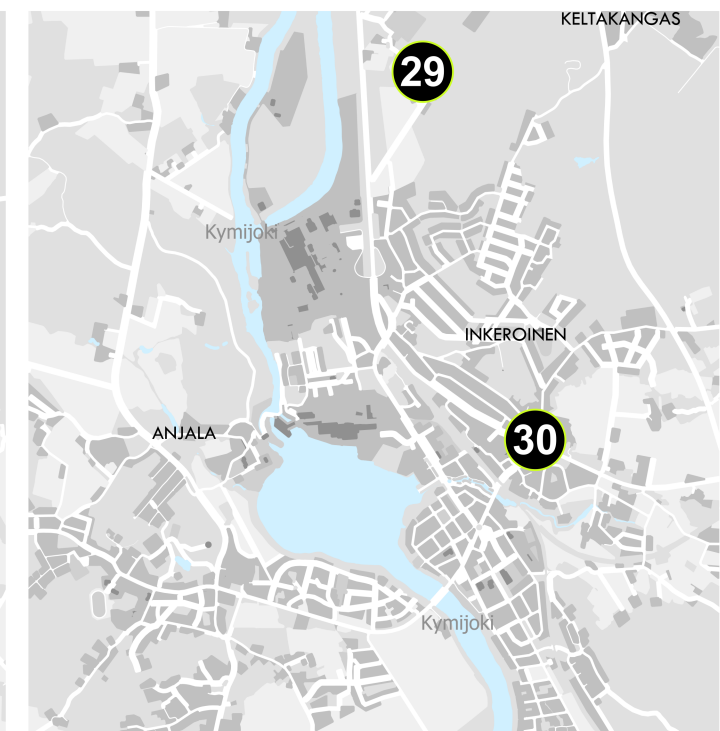 KELTAKANGAS
29
Kymijoki
INKEROINEN
ANJALA
30
Kymijoki